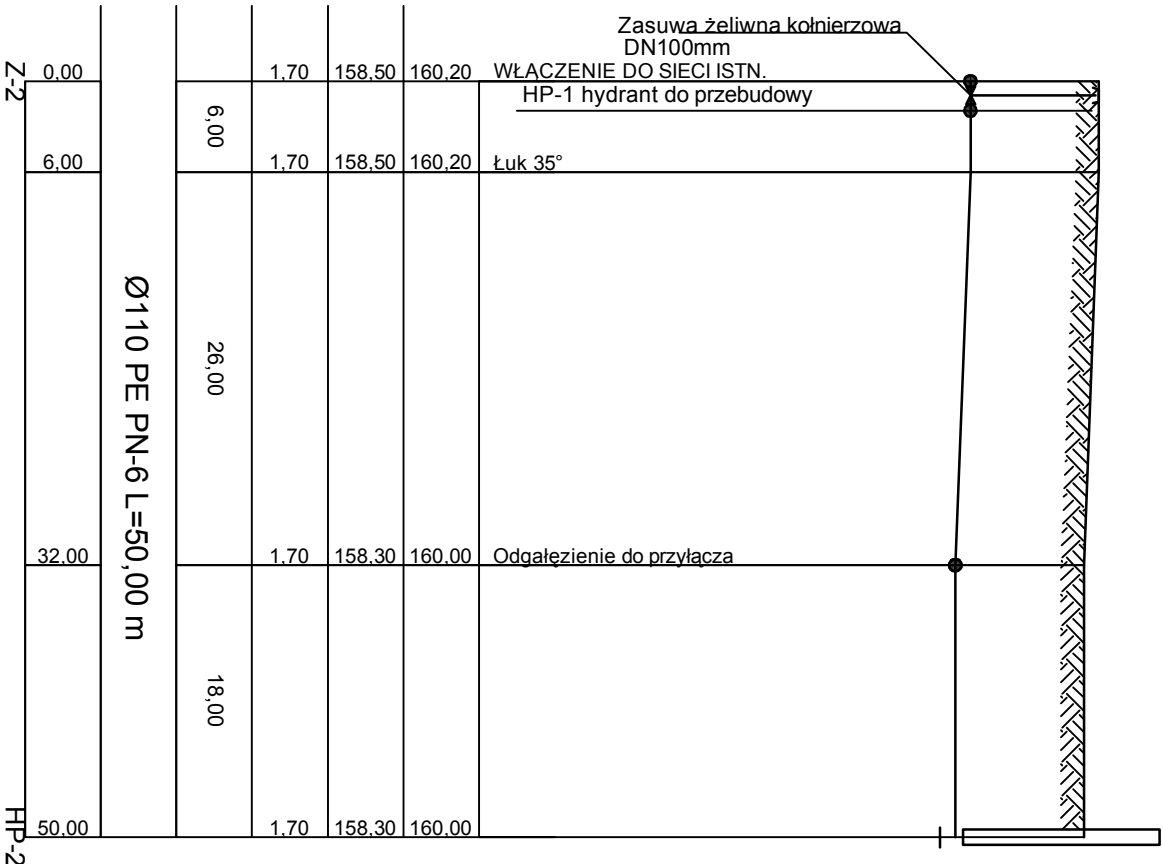 Zasuwa żeliwna kołnierzowa
DN100mm
Z-2
0,00
1,70
158,50
160,20
WŁĄCZENIE DO SIECI ISTN.
HP-1 hydrant do przebudowy
6,00
6,00
1,70
158,50
160,20
Łuk 35°
Ø110 PE PN-6 L=50,00 m
26,00
32,00
1,70
158,30
160,00
Odgałęzienie do przyłącza
18,00
HP-2
50,00
1,70
158,30
160,00